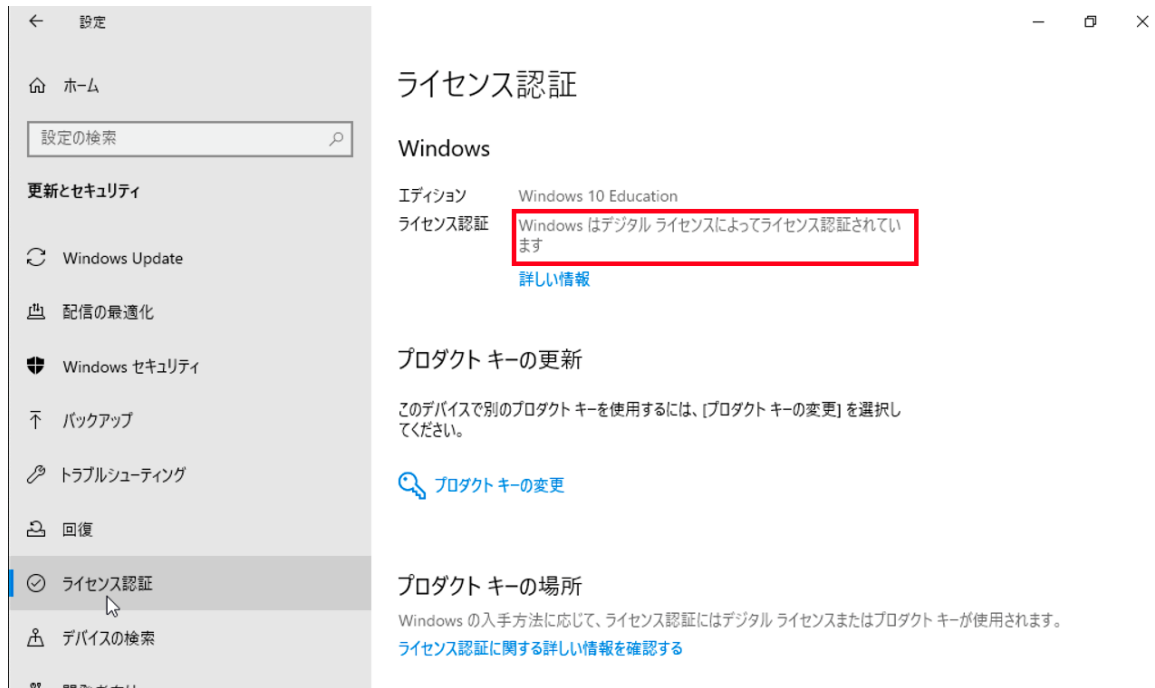 設定
ホーム
設定の検索
更新とセキュリティ
Windows Update
配信の最適化
Windows セキュリティ
バックアップ
トラブルシューティング
回復
ライセンス認証
デバイスの検索
ライセンス認証
Windows
エディション Windows 10 Education
ライセンス認証 Windows はデジタル ライセンスによってライセンス認証されてい
ます
詳しい情報
プロダクト キーの更新
このデバイスで別のプロダクト キーを使用するには、[プロダクト キーの変更] を選択し
てください。
プロダクト キーの変更
プロダクト キーの場所
Windows の入手方法に応じて、ライセンス認証にはデジタル ライセンスまたはプロダクト キーが使用されます。
ライセンス認証に関する詳しい情報を確認する